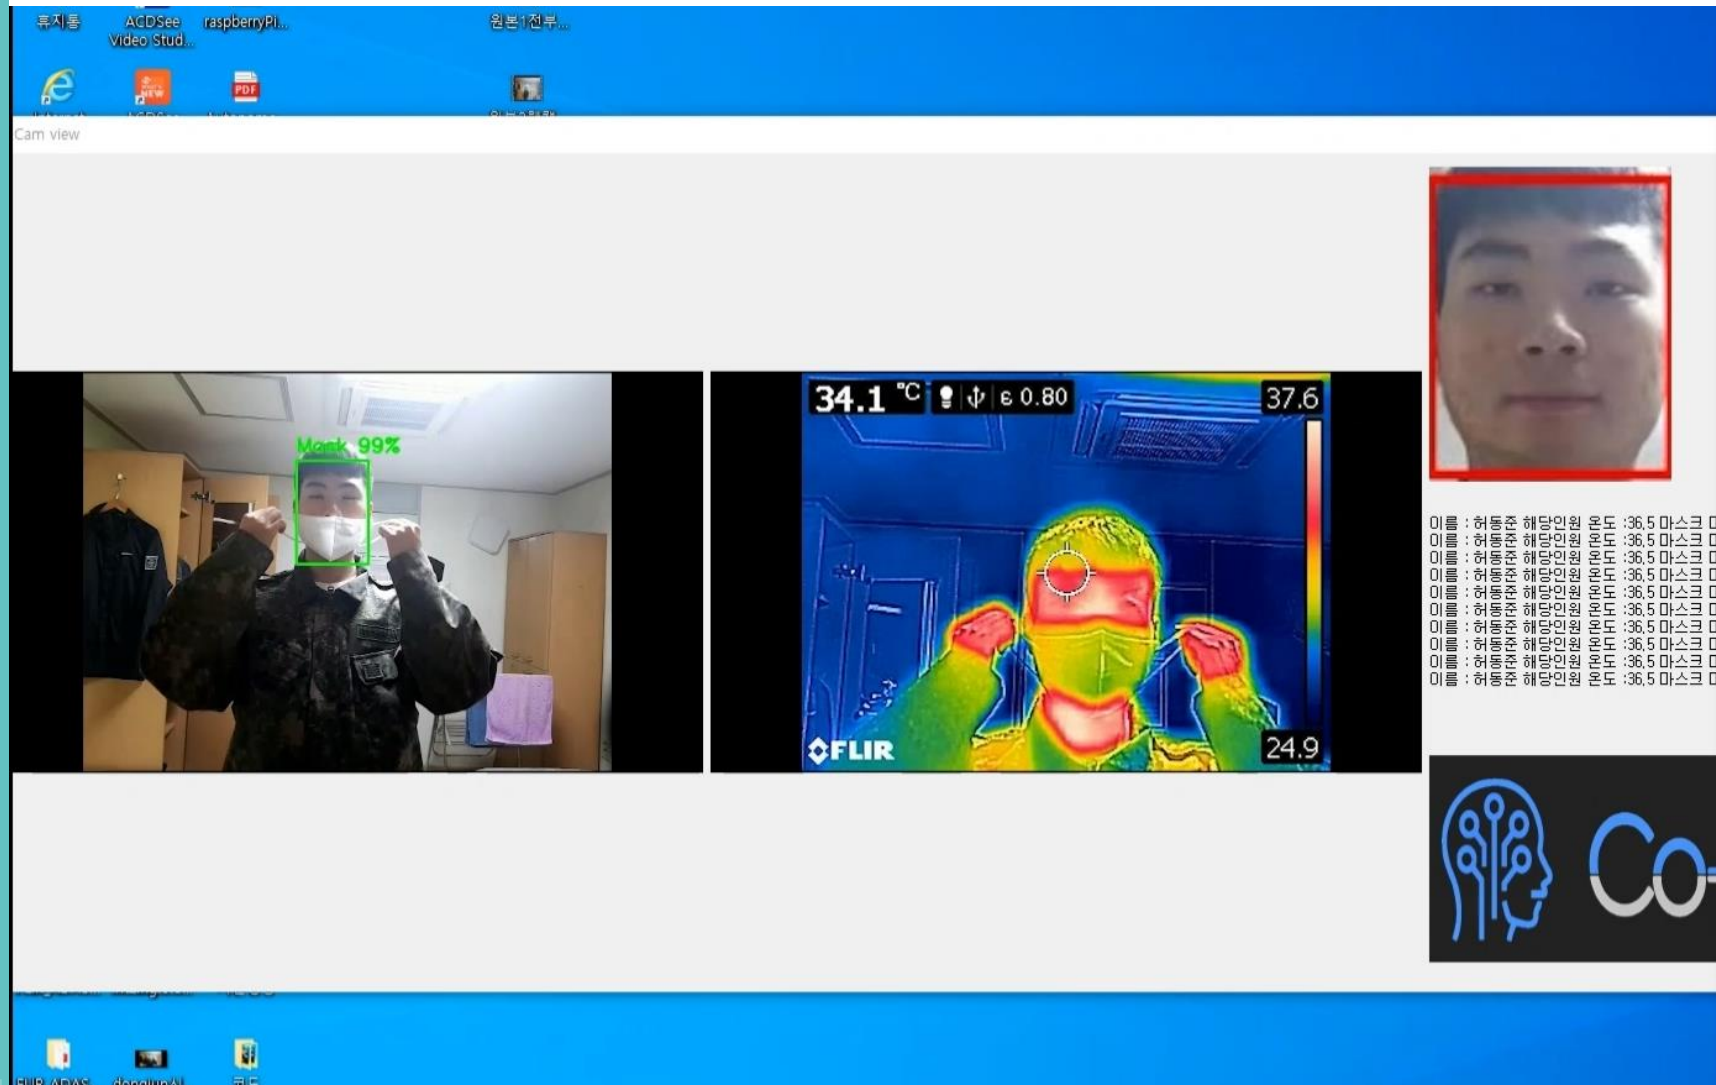 휴지통
ACDSee Video Stud...
raspberryPi...
원본1전부...
NEW
PDF
Cam view
Mask 99%
34.1 °C ε 0.80
37.6
24.9
FLIR
이름 : 허동준 해당인원 온도 :36,5 마스크
이름 : 허동준 해당인원 온도 :36,5 마스크
이름 : 허동준 해당인원 온도 :36,5 마스크
이름 : 허동준 해당인원 온도 :36,5 마스크
이름 : 허동준 해당인원 온도 :36,5 마스크
이름 : 허동준 해당인원 온도 :36,5 마스크
이름 : 허동준 해당인원 온도 :36,5 마스크
이름 : 허동준 해당인원 온도 :36,5 마스크
이름 : 허동준 해당인원 온도 :36,5 마스크
이름 : 허동준 해당인원 온도 :36,5 마스크
Co-